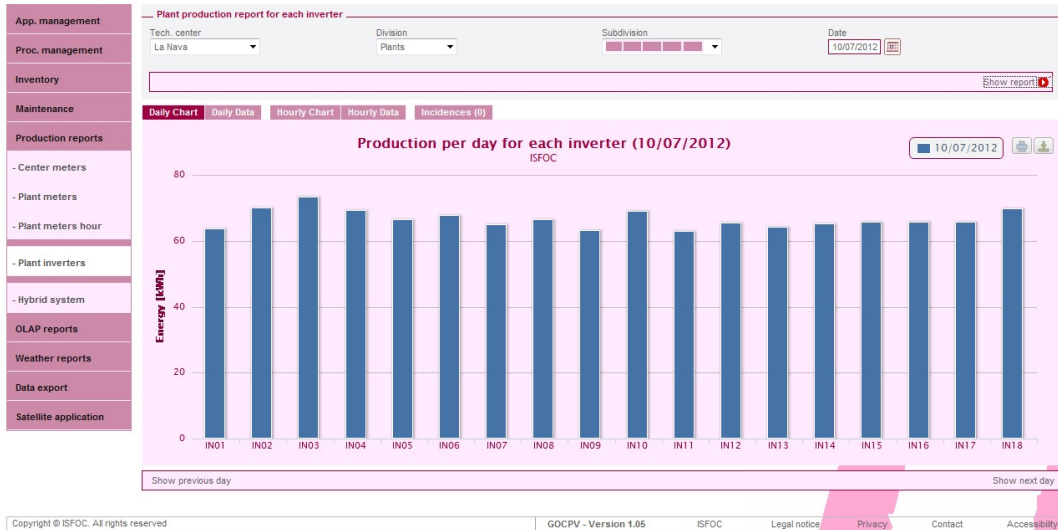 App. management
Proc. management
Inventory
Maintenance
Production reports
- Center meters
- Plant meters
- Plant meters hour
- Plant inverters
- Hybrid system
OLAP reports
Weather reports
Data export
Satellite application
Plant production report for each inverter
Tech. center Division Subdivision Date
La Nava Plants 10/07/2012
Show report
Daily Chart Daily Data Hourly Chart Hourly Data Incidences (0)
Production per day for each inverter (10/07/2012)
ISFOC
10/07/2012
Energy [kWh]
80
60
40
20
0
IN01 IN02 IN03 IN04 IN05 IN06 IN07 IN08 IN09 IN10 IN11 IN12 IN13 IN14 IN15 IN16 IN17 IN18
Show previous day Show next day
Copyright © ISFOC. All rights reserved GOCPV - Version 1.05 ISFOC Legal notice Privacy Contact Accessibility